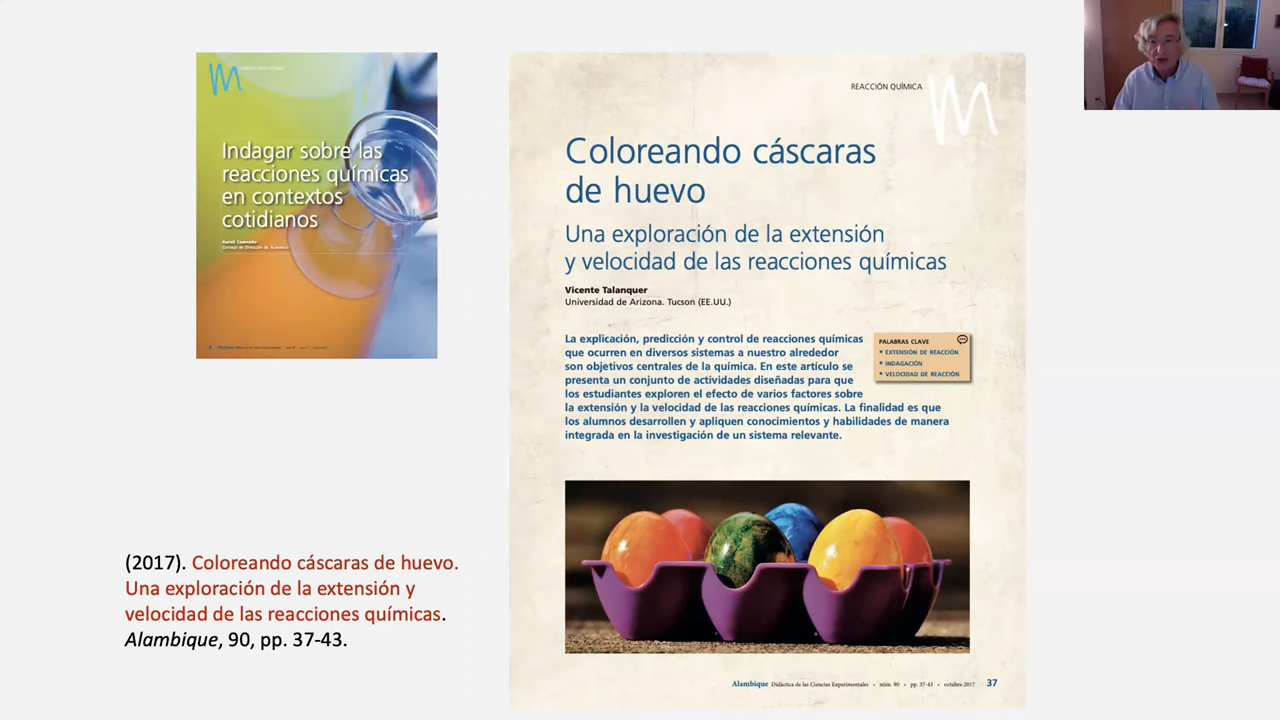 Indagar sobre las
reacciones químicas
en contextos
cotidianos
REACCIÓN QUÍMICA
Coloreando cáscaras
de huevo
Una exploración de la extensión
y velocidad de las reacciones químicas
Vicente Talanquer
Universidad de Arizona. Tucson (EE.UU.)
La explicación, predicción y control de reacciones químicas
que ocurren en diversos sistemas a nuestro alrededor
son objetivos centrales de la química. En este artículo se
presenta un conjunto de actividades diseñadas para que
los estudiantes exploren el efecto de varios factores sobre
la extensión y la velocidad de las reacciones químicas. La finalidad es que
los alumnos desarrollen y apliquen conocimientos y habilidades de manera
integrada en la investigación de un sistema relevante.
PALABRAS CLAVE
• EXTENSIÓN DE REACCIÓN
• INDAGACIÓN
• VELOCIDAD DE REACCIÓN
Alambique Didáctica de las Ciencias Experimentales • núm. 90 • pp. 37-43 • octubre 2017 37
(2017). Coloreando cáscaras de huevo.
Una exploración de la extensión y
velocidad de las reacciones químicas.
Alambique, 90, pp. 37-43.